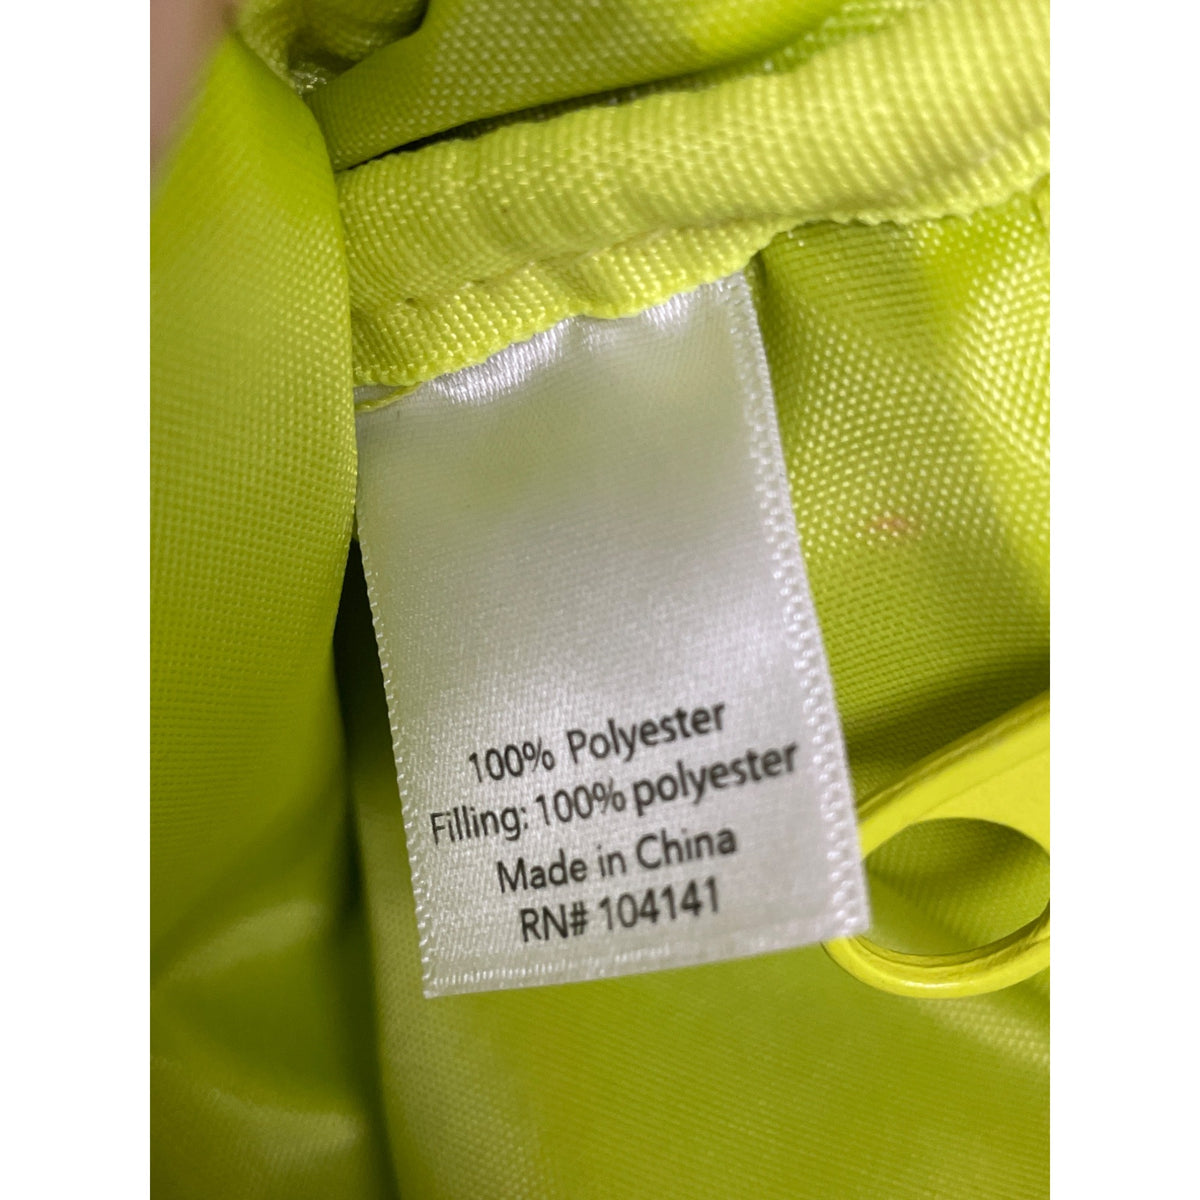 100% Polyester
Filling: 100% polyester
Made in China
RN# 104141